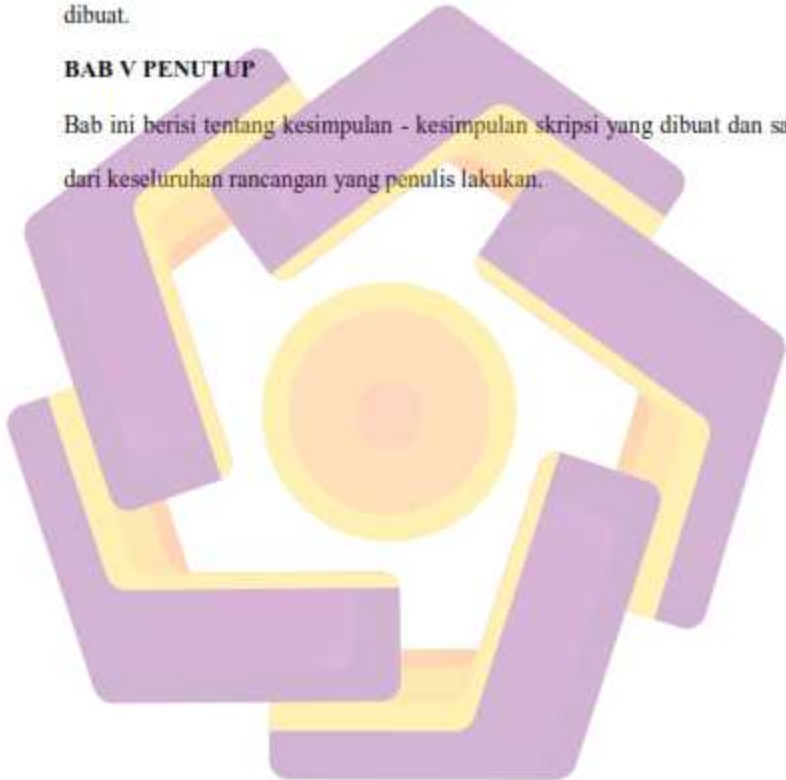 dibuat.
BAB V PENUTUP
Bab ini berisi tentang kesimpulan - kesimpulan skripsi yang dibuat dan
dari keseluruhan rancangan yang penulis lakukan.